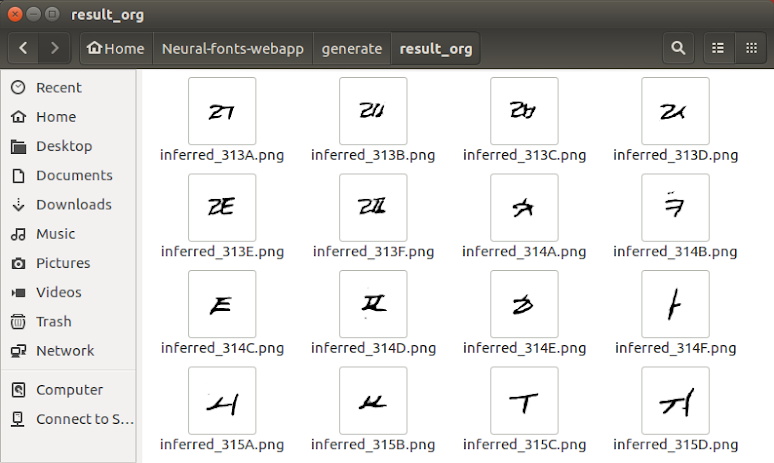 result_org
Home Neural-fonts-webapp generate result_org
Recent
Home
Desktop
Documents
Downloads
Music
Pictures
Videos
Trash
Network
Computer
Connect to S...
ㄺ ㄻ ㄼ ㄽ
inferred_313A.png inferred_313B.png inferred_313C.png inferred_313D.png
ㄾ ㄿ ㅊ ㅋ
inferred_313E.png inferred_313F.png inferred_314A.png inferred_314B.png
ㅌ ㅍ ㅎ ㅏ
inferred_314C.png inferred_314D.png inferred_314E.png inferred_314F.png
ㅚ ㅛ ㅜ ㅝ
inferred_315A.png inferred_315B.png inferred_315C.png inferred_315D.png